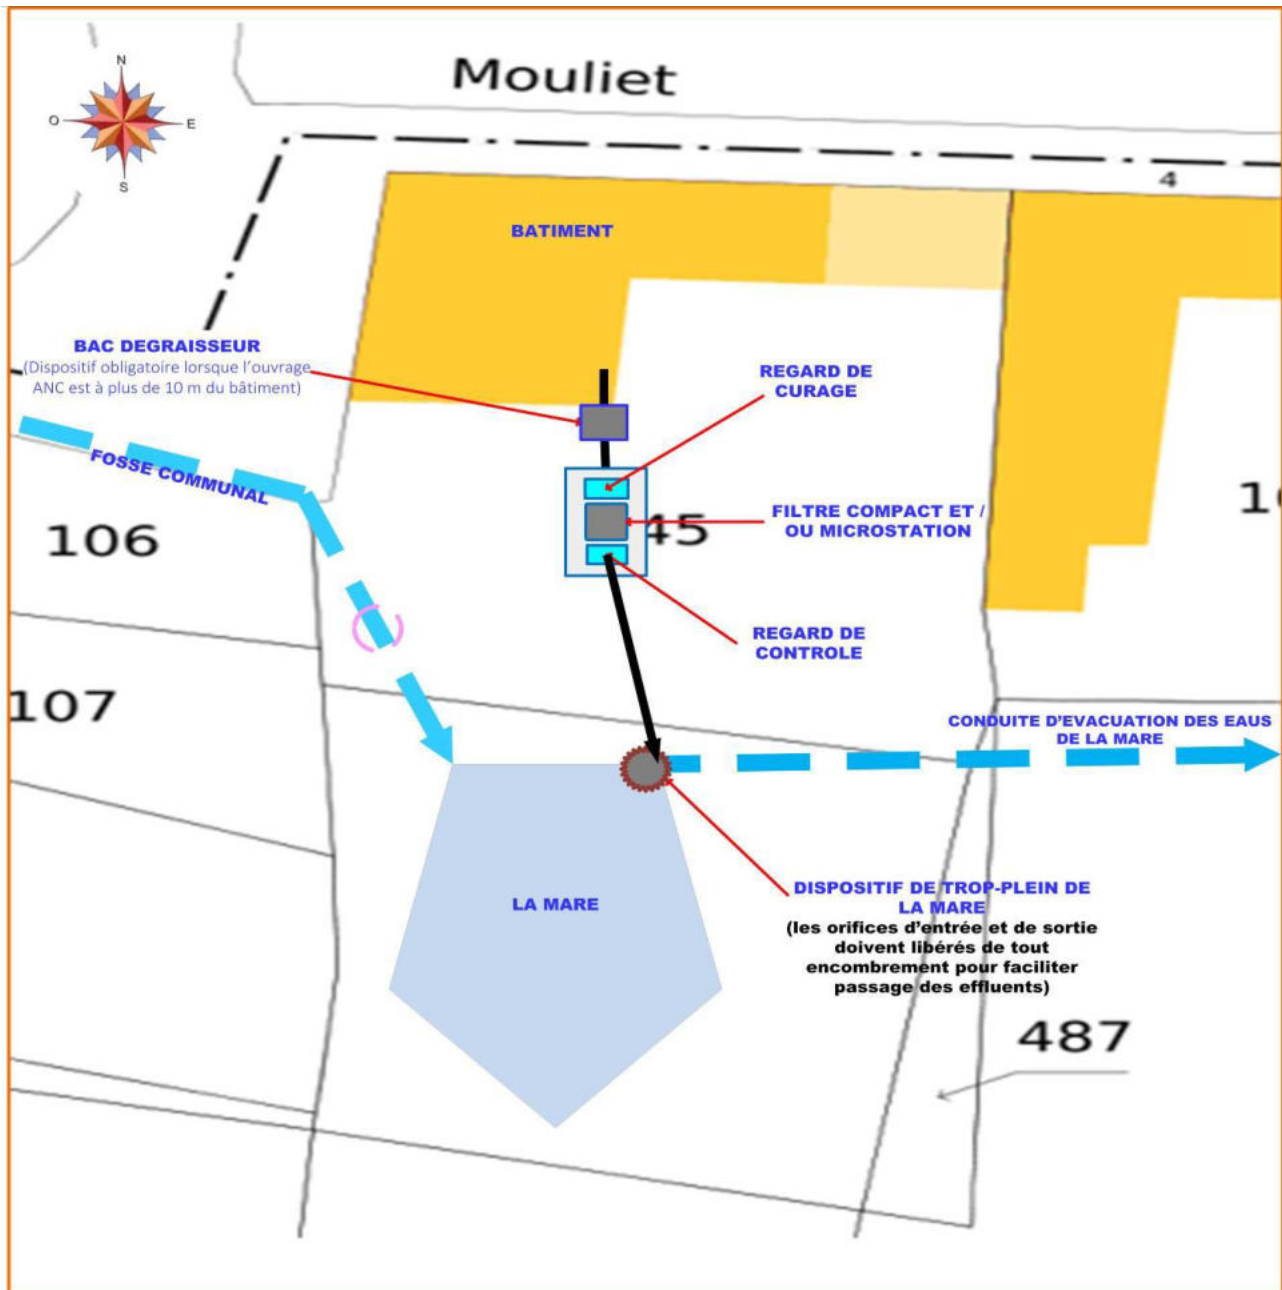 Mouliet
N
O
E
S
4
BATIMENT
BAC DEGRAISSEUR
(Dispositif obligatoire lorsque l'ouvrage
ANC est à plus de 10 m du bâtiment)
REGARD DE
CURAGE
FOSSE COMMUNAL
106
45
FILTRE COMPACT ET /
OU MICROSTATION
REGARD DE
CONTROLE
107
CONDUITE D'EVACUATION DES EAUS
DE LA MARE
LA MARE
DISPOSITIF DE TROP-PLEIN DE
LA MARE
(les orifices d'entrée et de sortie
doivent libérés de tout
encombrement pour faciliter
passage des effluents)
487